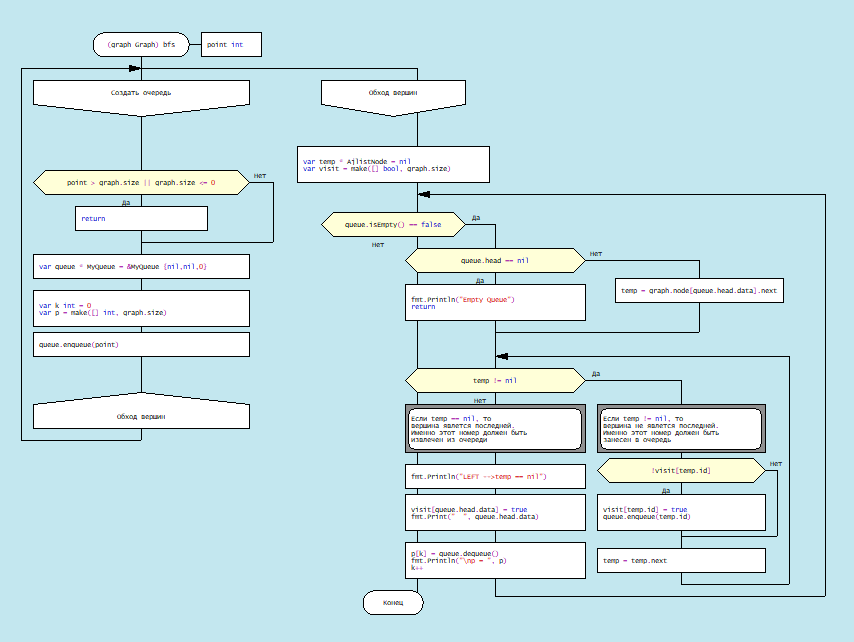 (graph Graph) bfs
point int
Создать очередь
point > graph.size || graph.size <= 0
Нет
Да
return
var queue * MyQueue = &MyQueue {nil,nil,0}
var k int = 0
var p = make([] int, graph.size)
queue.enqueue(point)
Обход вершин
Обход вершин
var temp * AjlistNode = nil
var visit = make([] bool, graph.size)
queue.isEmpty() == false
Да
Нет
queue.head == nil
Нет
Да
temp = graph.node[queue.head.data].next
fmt.Println("Empty Queue")
return
temp != nil
Да
Нет
Если temp == nil, то
вершина явлется последней.
Именно этот номер должен быть
извлечен из очереди
Если temp != nil, то
вершина не явлется последней.
Именно этот номер должен быть
занесен в очередь
!visit[temp.id]
Нет
Да
fmt.Println("LEFT -->temp == nil")
visit[queue.head.data] = true
fmt.Print("  ", queue.head.data)
visit[temp.id] = true
queue.enqueue(temp.id)
p[k] = queue.dequeue()
fmt.Println("\np = ", p)
k++
temp = temp.next
Конец